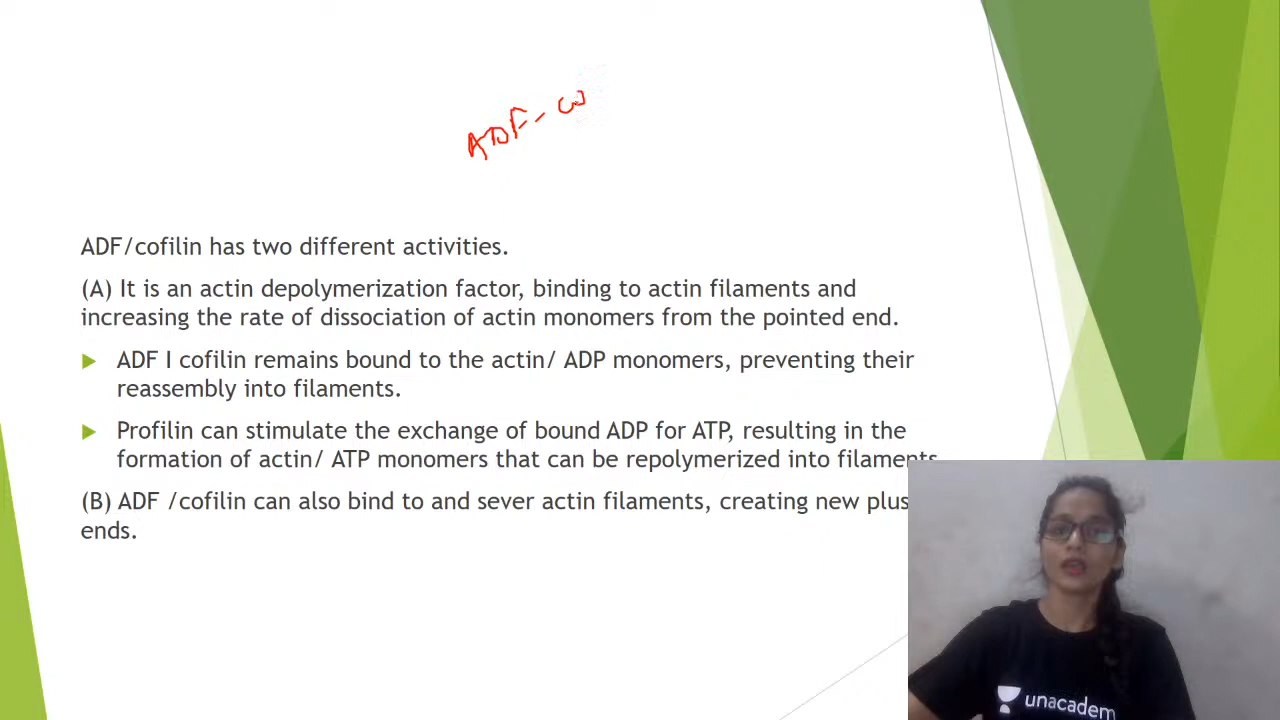 ADF - co
ADF/cofilin has two different activities.
(A) It is an actin depolymerization factor, binding to actin filaments and
increasing the rate of dissociation of actin monomers from the pointed end.
ADF I cofilin remains bound to the actin/ ADP monomers, preventing their
reassembly into filaments.
Profilin can stimulate the exchange of bound ADP for ATP, resulting in the
formation of actin/ ATP monomers that can be repolymerized into filaments
(B) ADF /cofilin can also bind to and sever actin filaments, creating new plus
ends.
unacadem